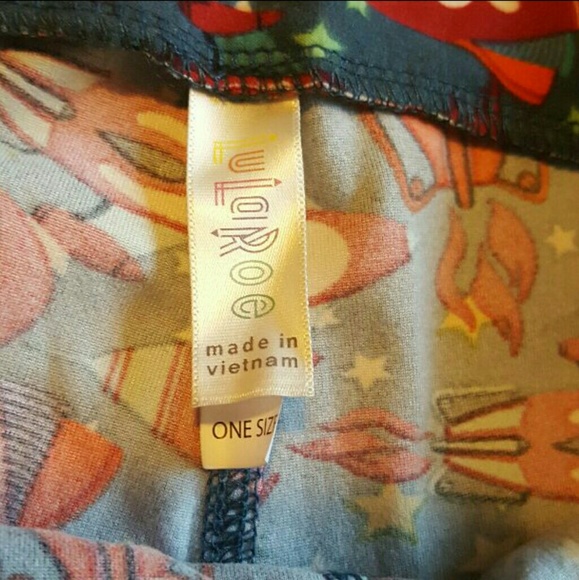 LuLaRoe
made in
vietnam
ONE SIZE